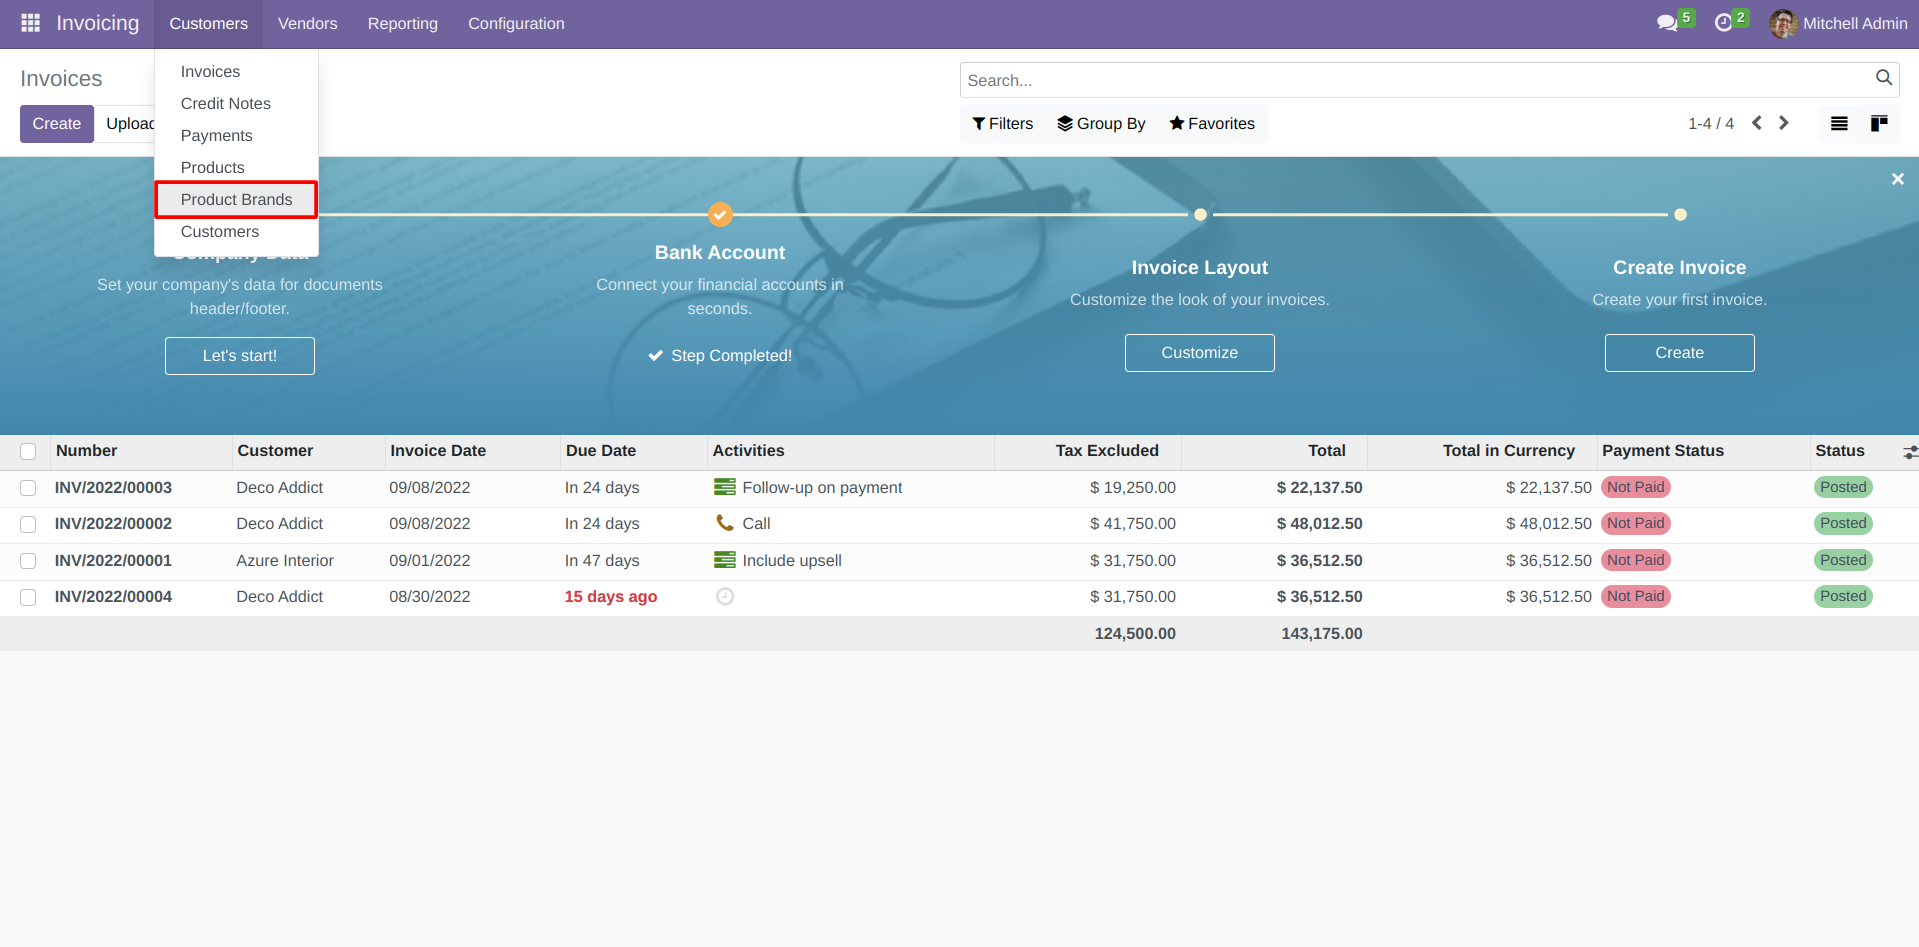 Invoicing Customers Vendors Reporting Configuration 5 2 Mitchell Admin
Invoices
Search...
Create Upload
Filters Group By Favorites 1-4 / 4
Invoices
Credit Notes
Payments
Products
Product Brands
Customers
Company Data
Set your company's data for documents
header/footer.
Let's start!
Bank Account
Connect your financial accounts in
seconds.
Step Completed!
Invoice Layout
Customize the look of your invoices.
Customize
Create Invoice
Create your first invoice.
Create
Number Customer Invoice Date Due Date Activities Tax Excluded Total Total in Currency Payment Status Status
INV/2022/00003 Deco Addict 09/08/2022 In 24 days Follow-up on payment $ 19,250.00 $ 22,137.50 $ 22,137.50 Not Paid Posted
INV/2022/00002 Deco Addict 09/08/2022 In 24 days Call $ 41,750.00 $ 48,012.50 $ 48,012.50 Not Paid Posted
INV/2022/00001 Azure Interior 09/01/2022 In 47 days Include upsell $ 31,750.00 $ 36,512.50 $ 36,512.50 Not Paid Posted
INV/2022/00004 Deco Addict 08/30/2022 15 days ago $ 31,750.00 $ 36,512.50 $ 36,512.50 Not Paid Posted
124,500.00 143,175.00